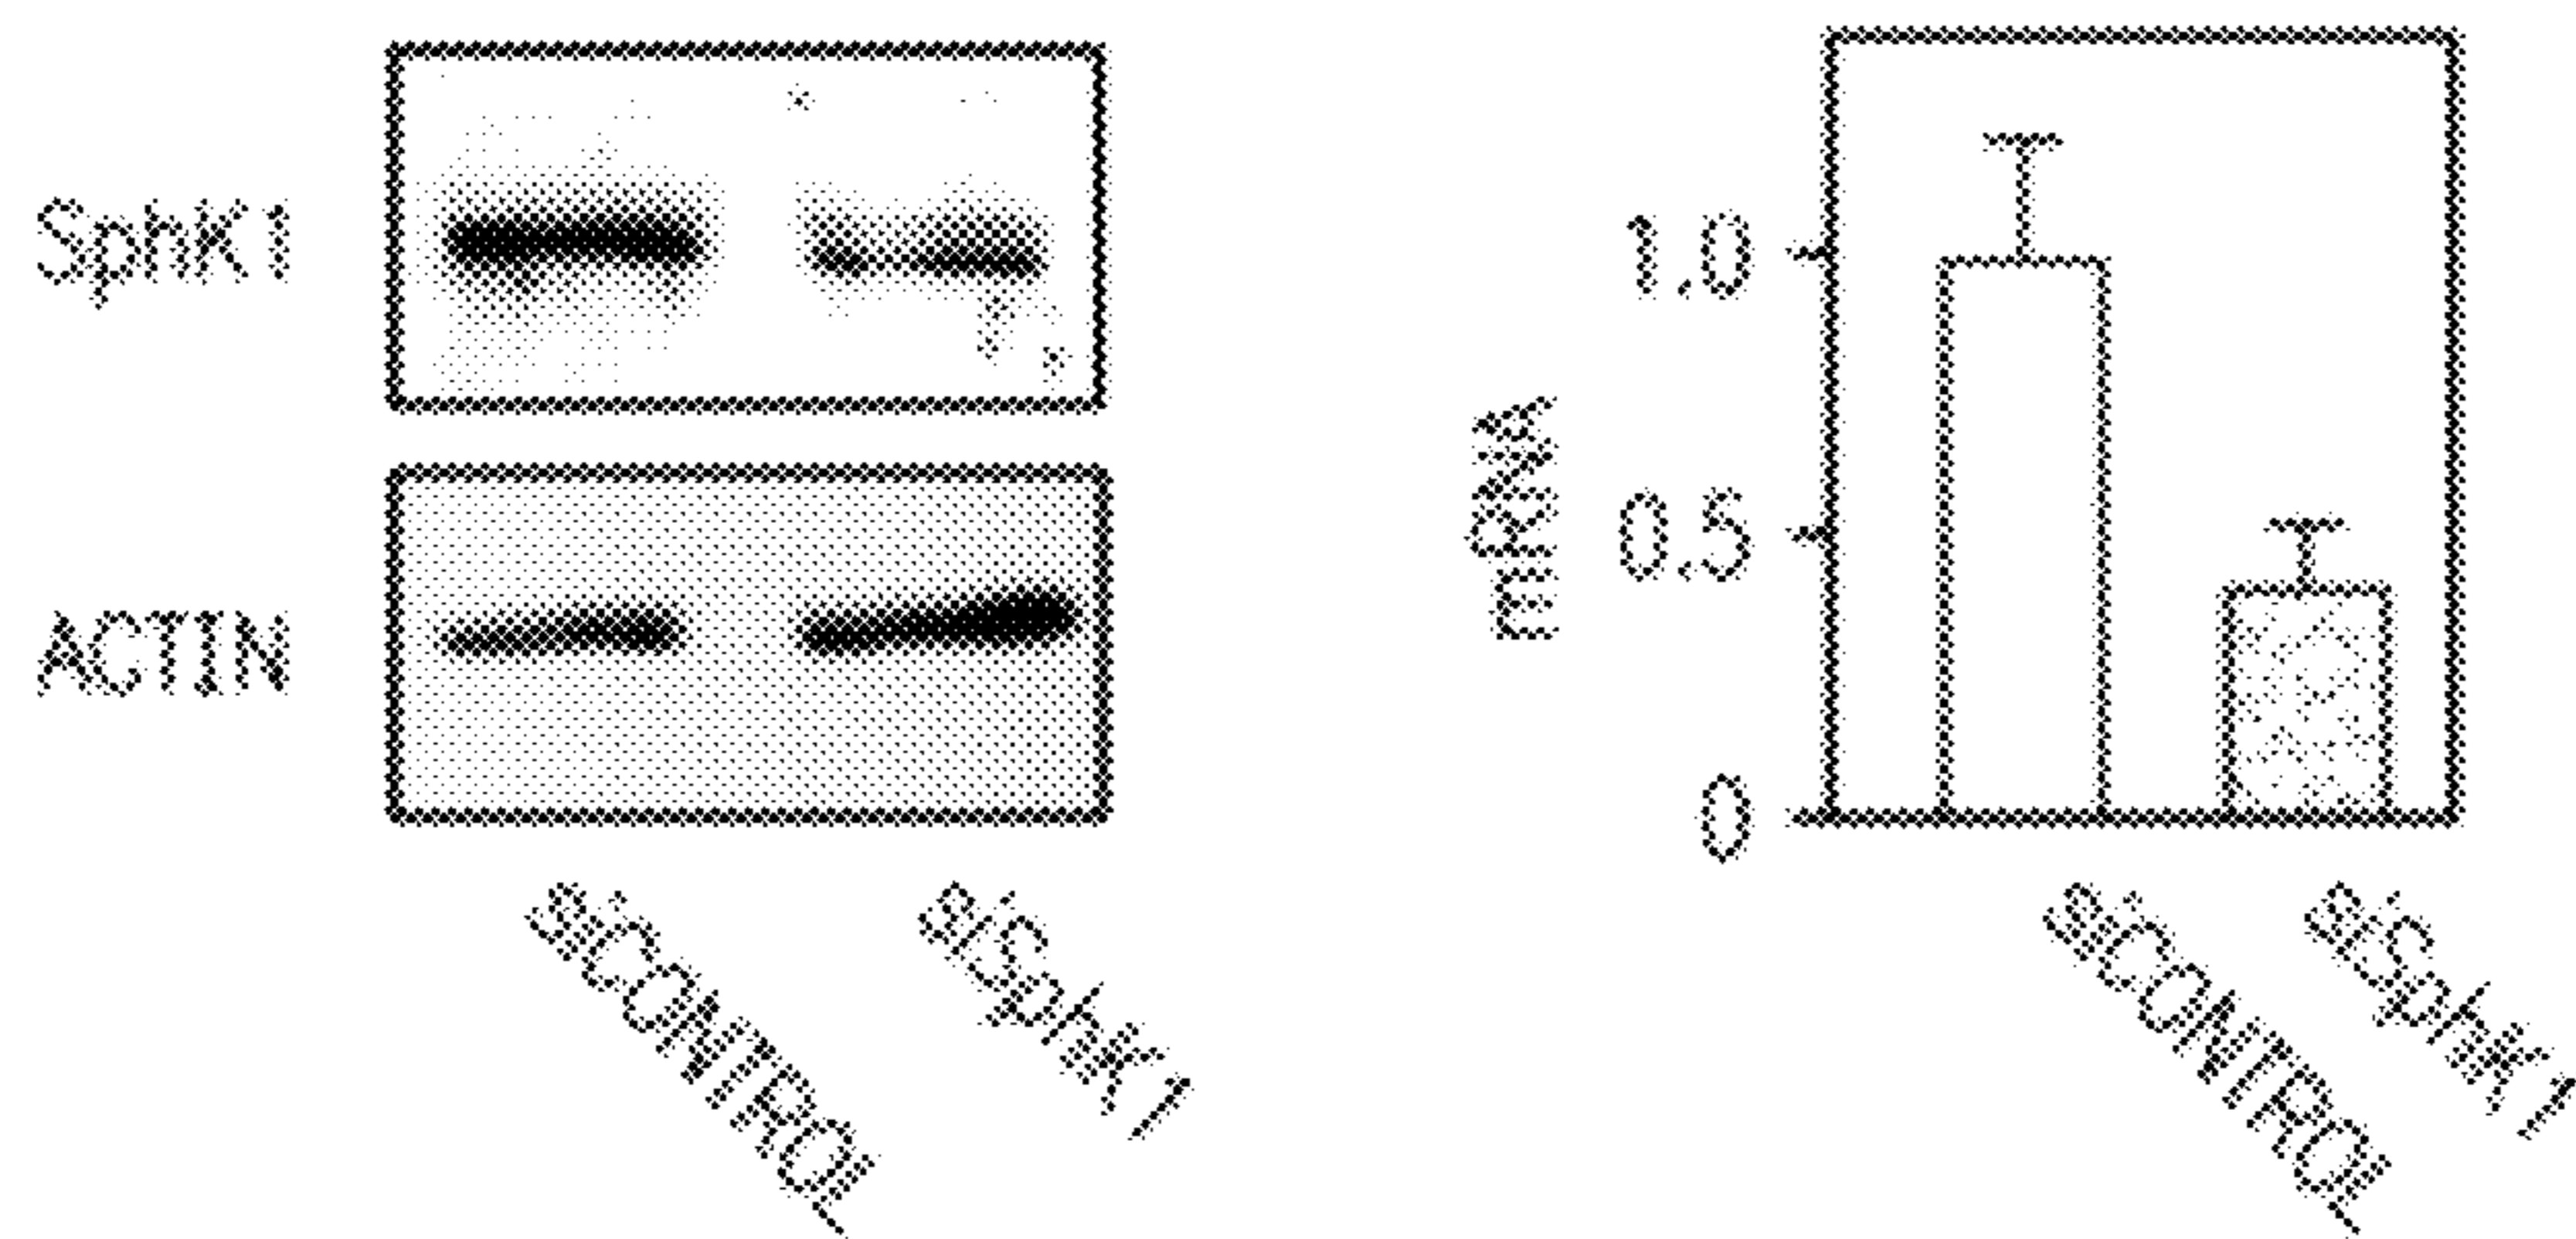 SphK1
ACTIN
siCONTROL
siSphK1
mRNA
1.0
0.5
0
siCONTROL
siSphK1